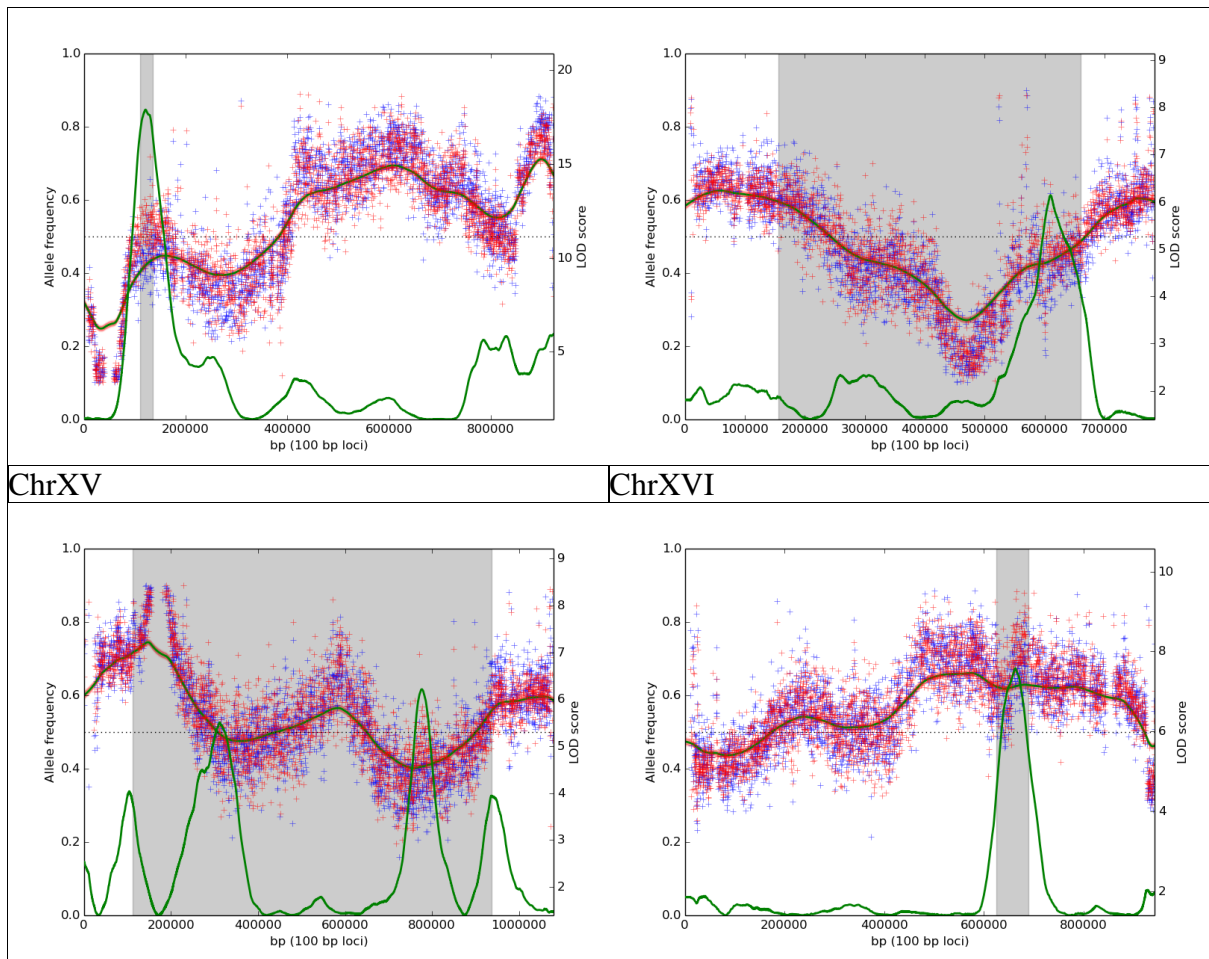 1.0
0.8
0.6
0.4
0.2
0.0
Allele frequency
0 200000 400000 600000 800000
bp (100 bp loci)
20
15
10
5
LOD score
1.0
0.8
0.6
0.4
0.2
0.0
Allele frequency
0 100000 200000 300000 400000 500000 600000 700000
bp (100 bp loci)
9
8
7
6
5
4
3
2
LOD score
ChrXV
ChrXVI
1.0
0.8
0.6
0.4
0.2
0.0
Allele frequency
0 200000 400000 600000 800000 1000000
bp (100 bp loci)
9
8
7
6
5
4
3
2
LOD score
1.0
0.8
0.6
0.4
0.2
0.0
Allele frequency
0 200000 400000 600000 800000
bp (100 bp loci)
10
8
6
4
2
LOD score